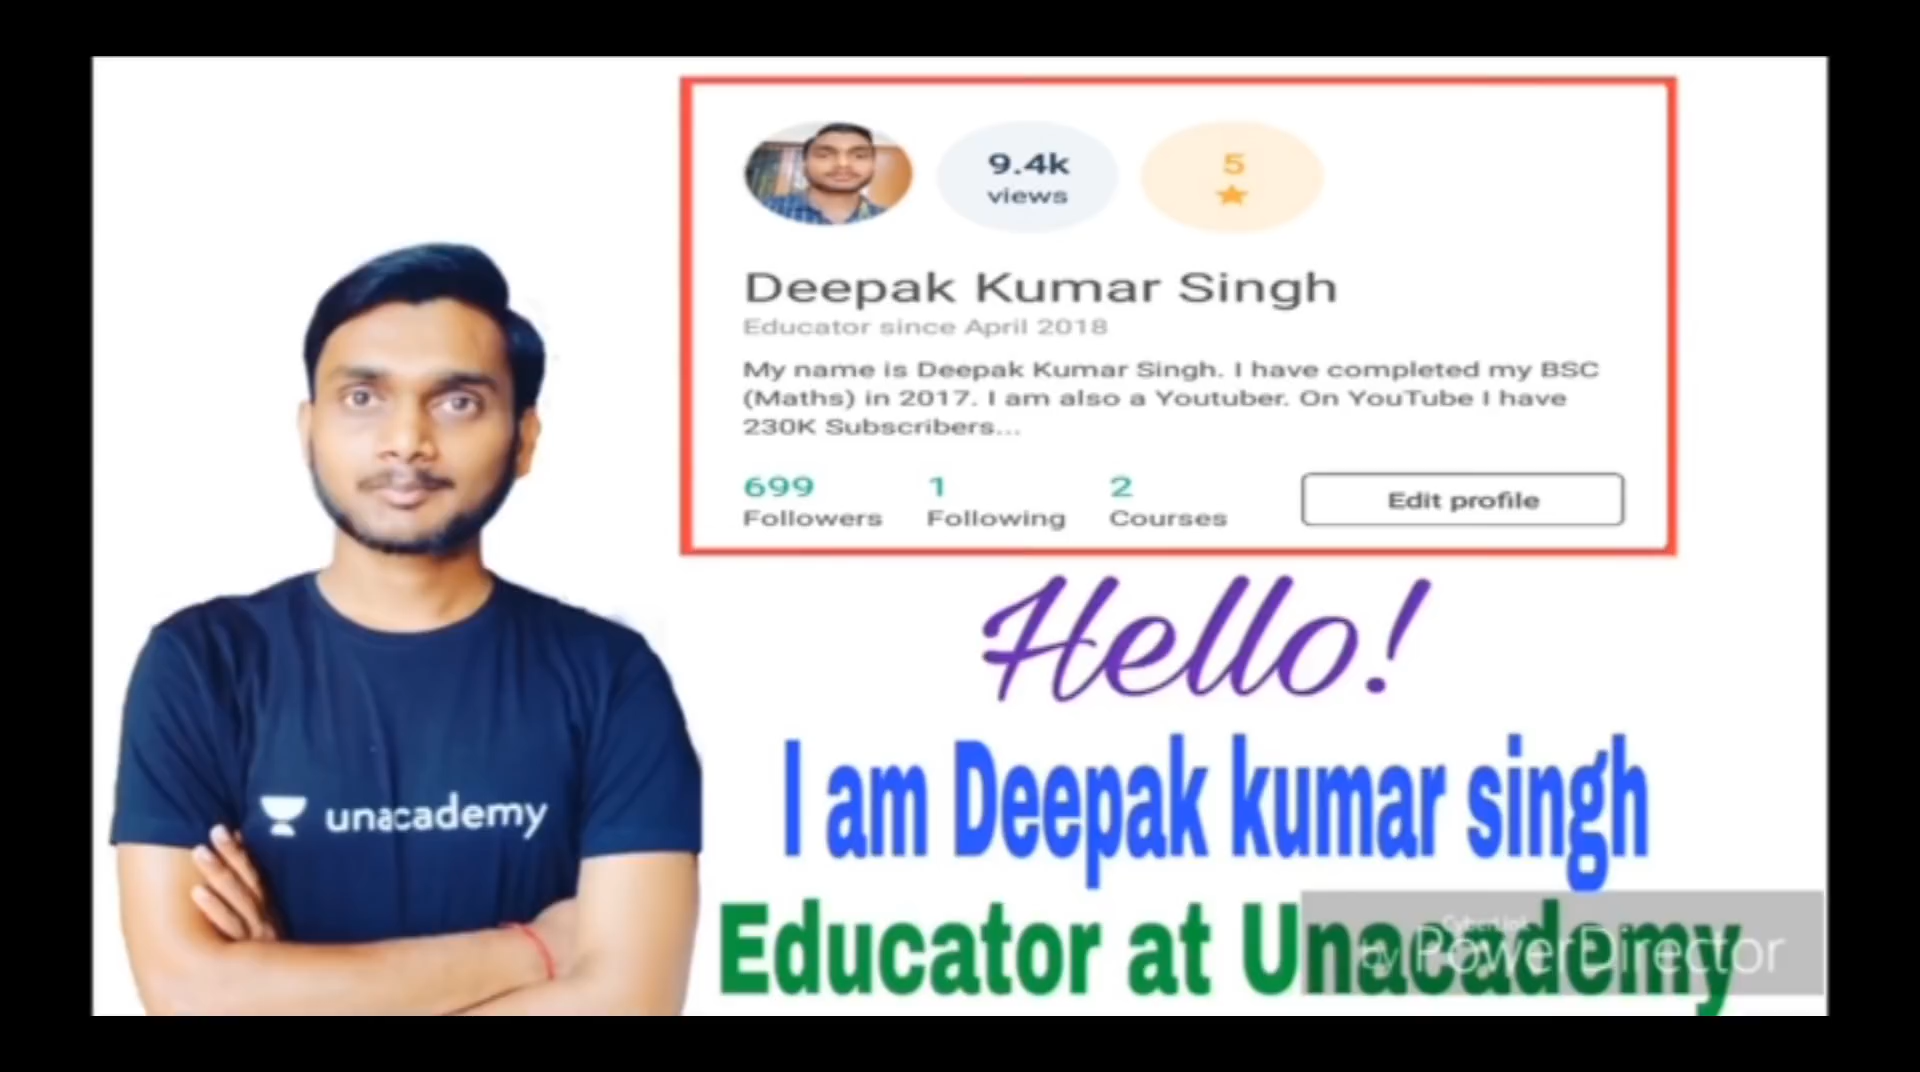 9.4k
views
5
Deepak Kumar Singh
Educator since April 2018
My name is Deepak Kumar Singh. I have completed my BSC
(Maths) in 2017. I am also a Youtuber. On YouTube I have
230K Subscribers...
699 1 2
Followers Following Courses
Edit profile
Hello!
unacademy
I am Deepak kumar singh
Educator at Unacademy
CyberLink
by PowerDirector